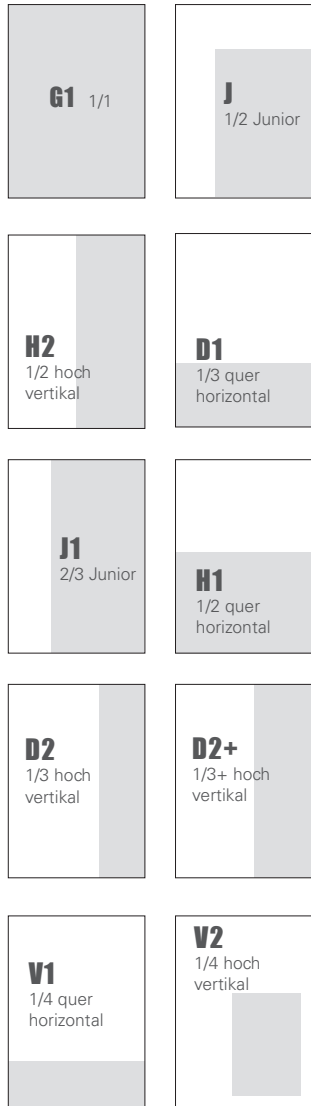 G1 1/1
J
1/2 Junior
H2
1/2 hoch
vertikal
D1
1/3 quer
horizontal
J1
2/3 Junior
H1
1/2 quer
horizontal
D2
1/3 hoch
vertikal
D2+
1/3+ hoch
vertikal
V1
1/4 quer
horizontal
V2
1/4 hoch
vertikal